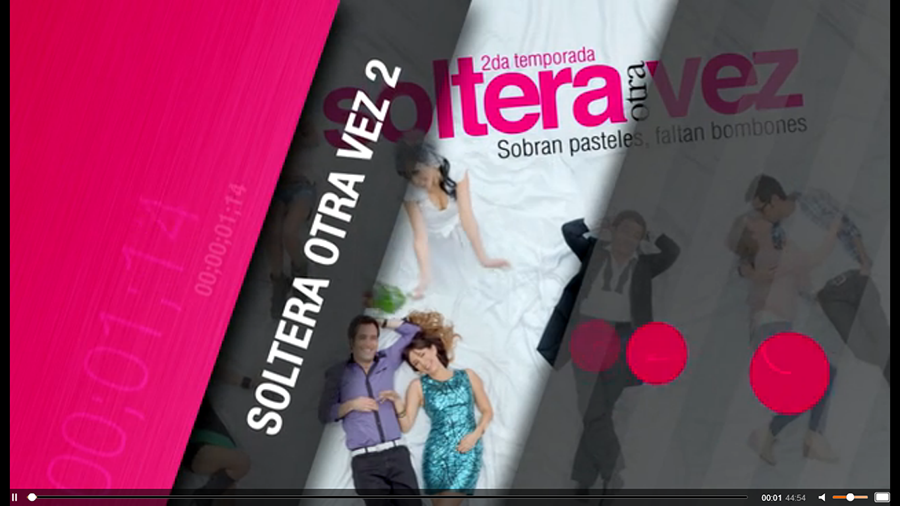 2da temporada
soltera otra vez
Sobran pasteles, faltan bombones
SOLTERA OTRA VEZ 2
00;00;01;14
00;01;14
00:01 44:54